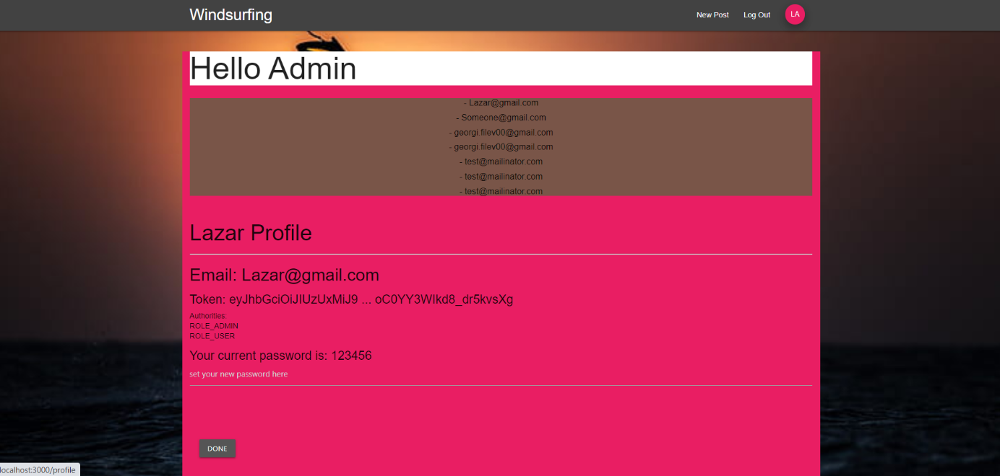 Windsurfing New Post Log Out LA
Hello Admin
- Lazar@gmail.com
- Someone@gmail.com
- georgi.filev00@gmail.com
- georgi.filev00@gmail.com
- test@mailinator.com
- test@mailinator.com
- test@mailinator.com
Lazar Profile
Email: Lazar@gmail.com
Token: eyJhbGciOiJIUzUxMiJ9 ... oC0YY3WIkd8_dr5kvsXg
Authorities:
ROLE_ADMIN
ROLE_USER
Your current password is: 123456
set your new password here
DONE
localhost:3000/profile